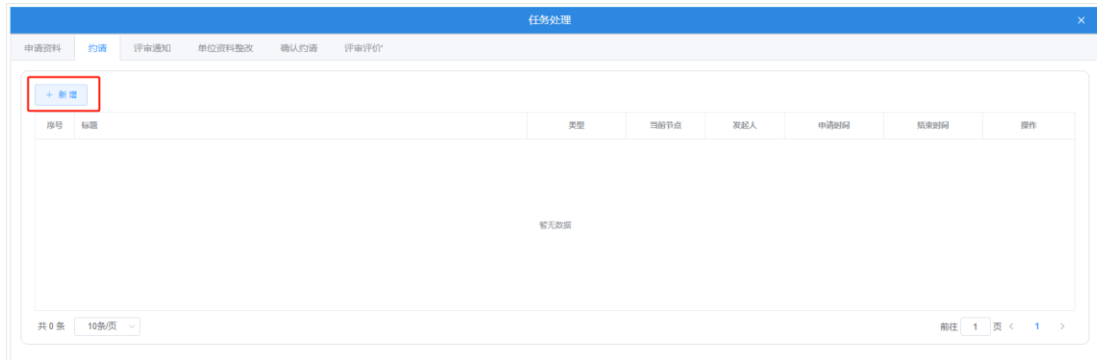 任务处理 ×
申请资料 约请 评审通知 单位资料整改 确认约请 评审评价
+ 新增
序号 标题 类型 当前节点 发起人 申请时间 结束时间 操作
暂无数据
共 0 条 10条/页 前往 1 页 < 1 >